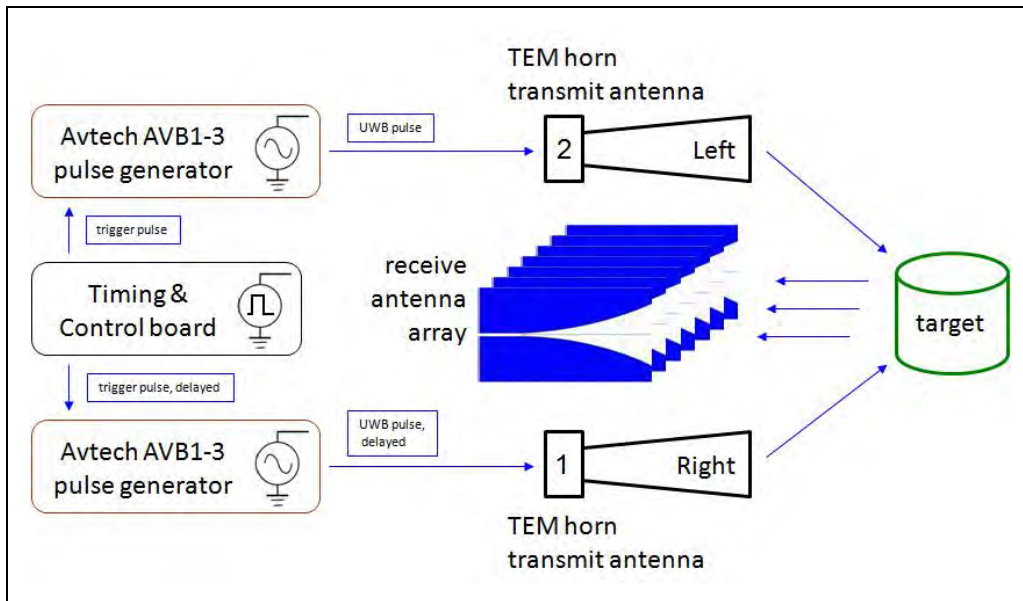 TEM horn
transmit antenna
Avtech AVB1-3
pulse generator
UWB pulse
2
Left
trigger pulse
receive
antenna
array
Timing &
Control board
target
trigger pulse, delayed
Avtech AVB1-3
pulse generator
UWB pulse,
delayed
1
Right
TEM horn
transmit antenna